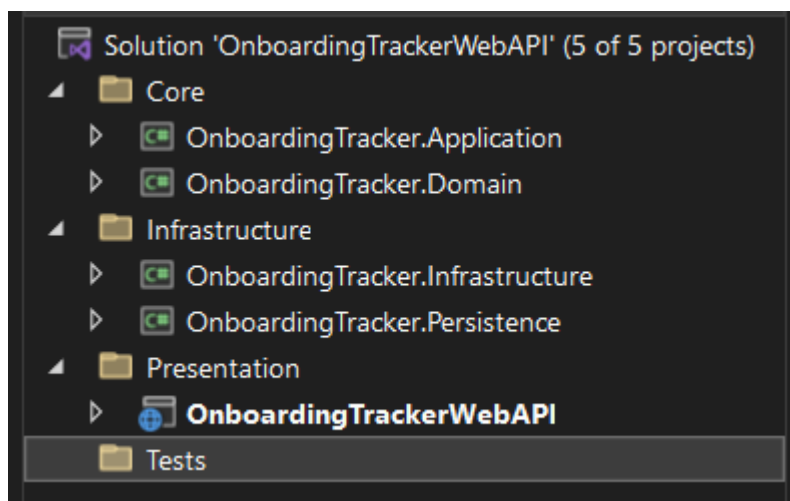 Solution 'OnboardingTrackerWebAPI' (5 of 5 projects)
Core
C# OnboardingTracker.Application
C# OnboardingTracker.Domain
Infrastructure
C# OnboardingTracker.Infrastructure
C# OnboardingTracker.Persistence
Presentation
OnboardingTrackerWebAPI
Tests